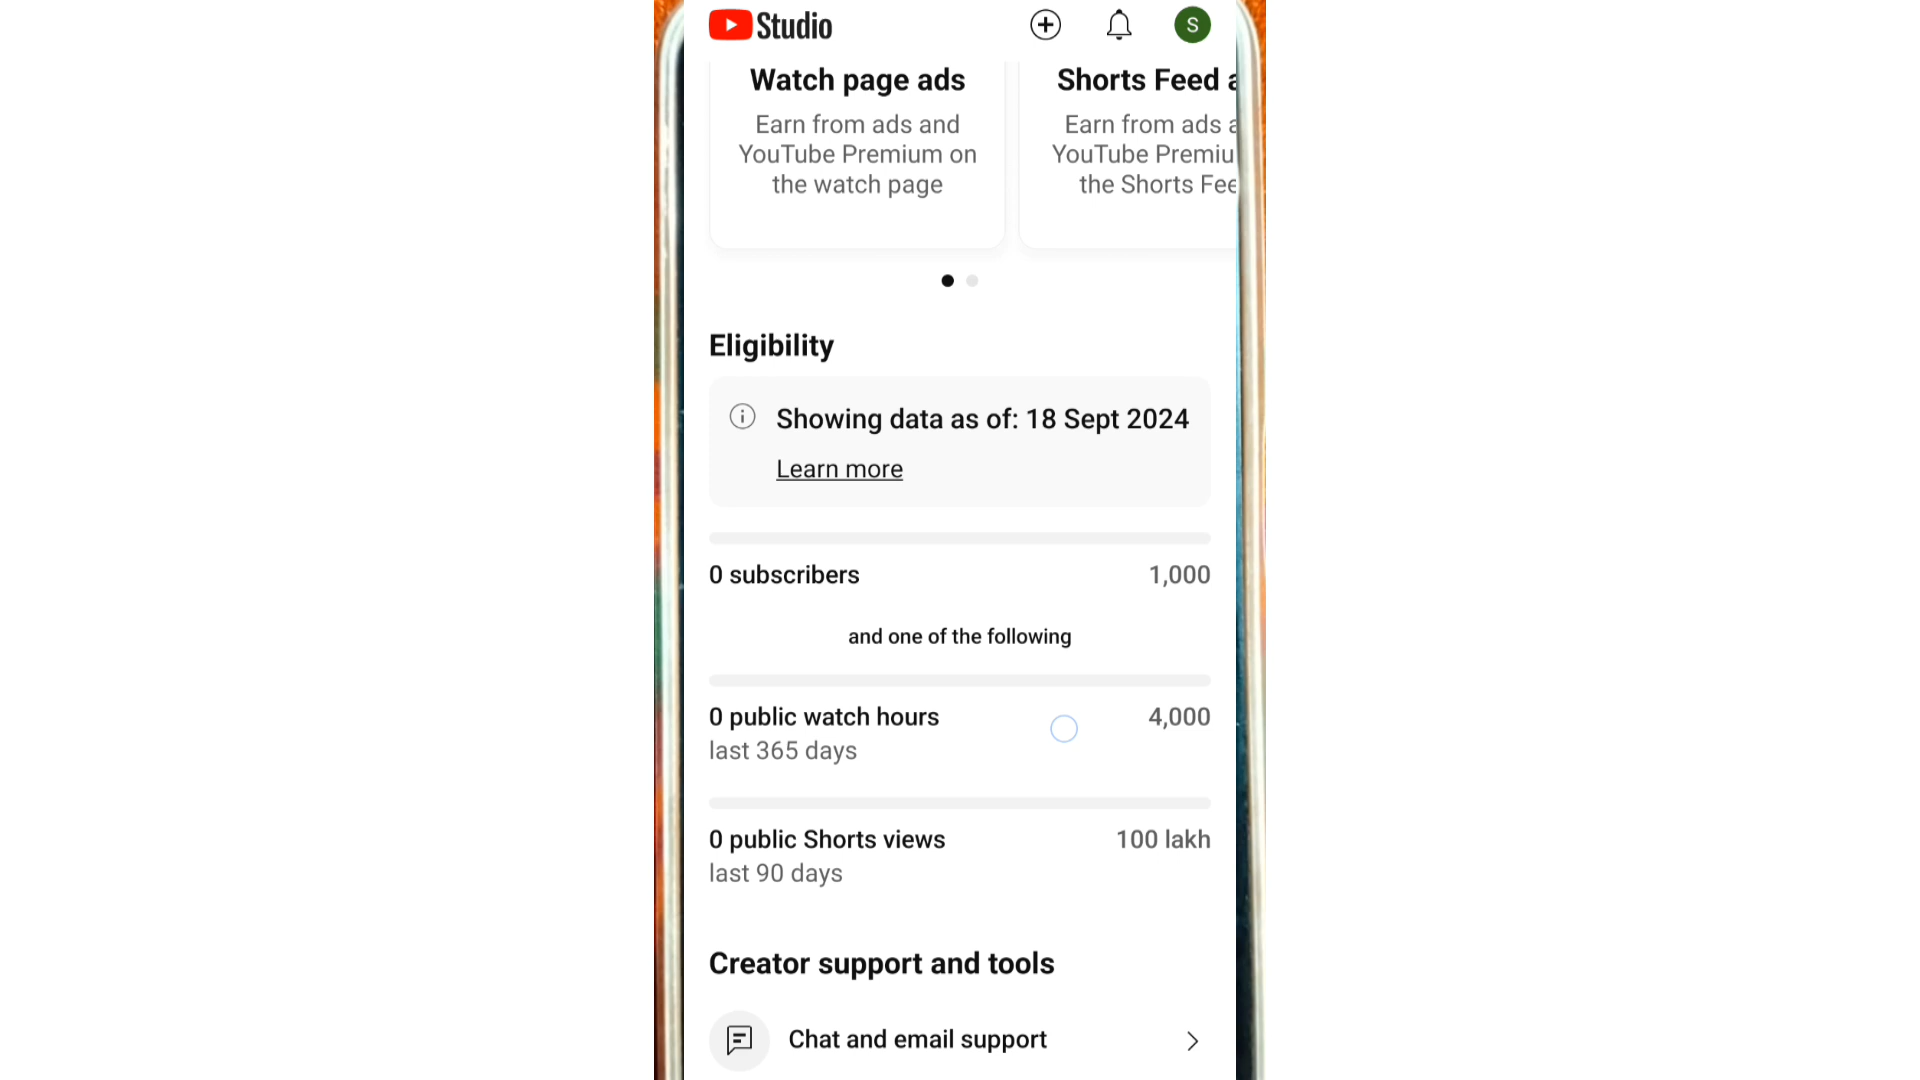 Studio
S
Watch page ads
Earn from ads and
YouTube Premium on
the watch page
Shorts Feed
Earn from ads
YouTube
the Shorts
Eligibility
Showing data as of: 18 Sept 2024
Learn more
0 subscribers
1,000
and one of the following
0 public watch hours
4,000
last 365 days
0 public Shorts views
100 lakh
last 90 days
Creator support and tools
Chat and email support